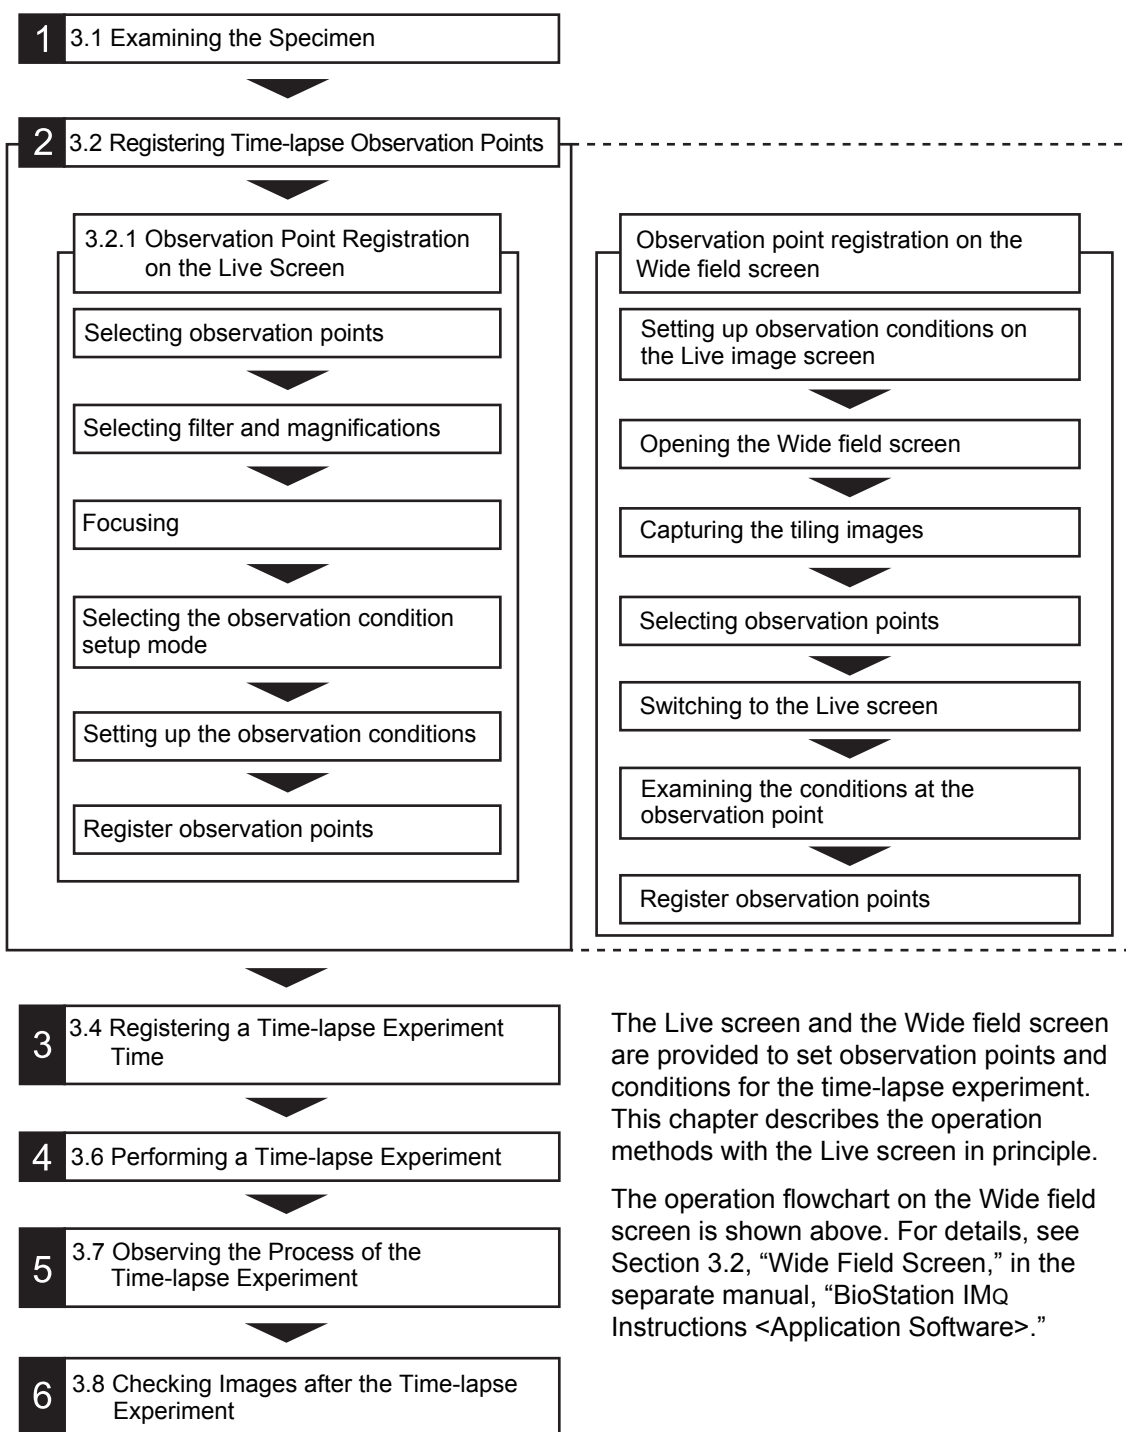 1 3.1 Examining the Specimen
2 3.2 Registering Time-lapse Observation Points
3.2.1 Observation Point Registration
on the Live Screen
Selecting observation points
Selecting filter and magnifications
Focusing
Selecting the observation condition
setup mode
Setting up the observation conditions
Register observation points
Observation point registration on the
Wide field screen
Setting up observation conditions on
the Live image screen
Opening the Wide field screen
Capturing the tiling images
Selecting observation points
Switching to the Live screen
Examining the conditions at the
observation point
Register observation points
3 3.4 Registering a Time-lapse Experiment
Time
4 3.6 Performing a Time-lapse Experiment
5 3.7 Observing the Process of the
Time-lapse Experiment
6 3.8 Checking Images after the Time-lapse
Experiment
The Live screen and the Wide field screen
are provided to set observation points and
conditions for the time-lapse experiment.
This chapter describes the operation
methods with the Live screen in principle.
The operation flowchart on the Wide field
screen is shown above. For details, see
Section 3.2, “Wide Field Screen,” in the
separate manual, “BioStation IMQ
Instructions <Application Software>.”